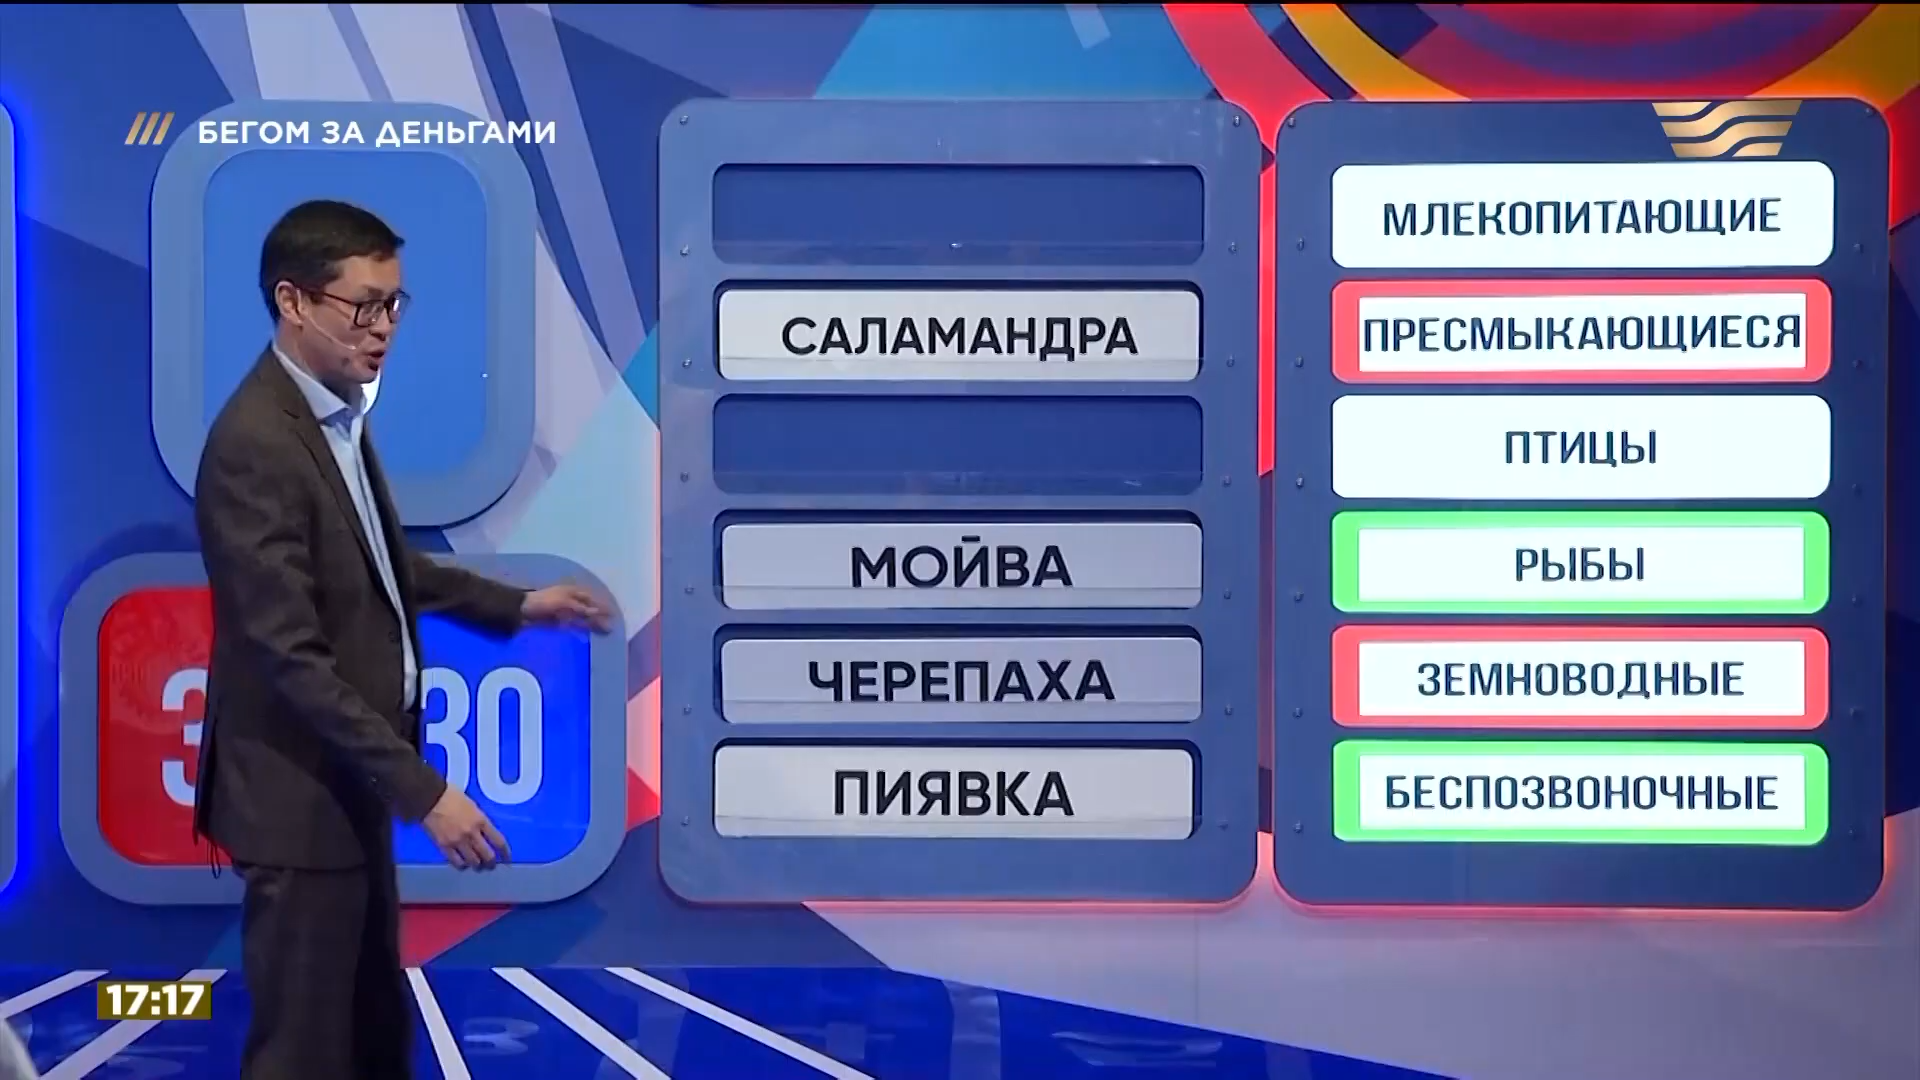 БЕГОМ ЗА ДЕНЬГАМИ
МЛЕКОПИТАЮЩИЕ
САЛАМАНДРА
ПРЕСМЫКАЮЩИЕСЯ
ПТИЦЫ
МОЙВА
РЫБЫ
ЧЕРЕПАХА
ЗЕМНОВОДНЫЕ
30
ПИЯВКА
БЕСПОЗВОНОЧНЫЕ
17:17